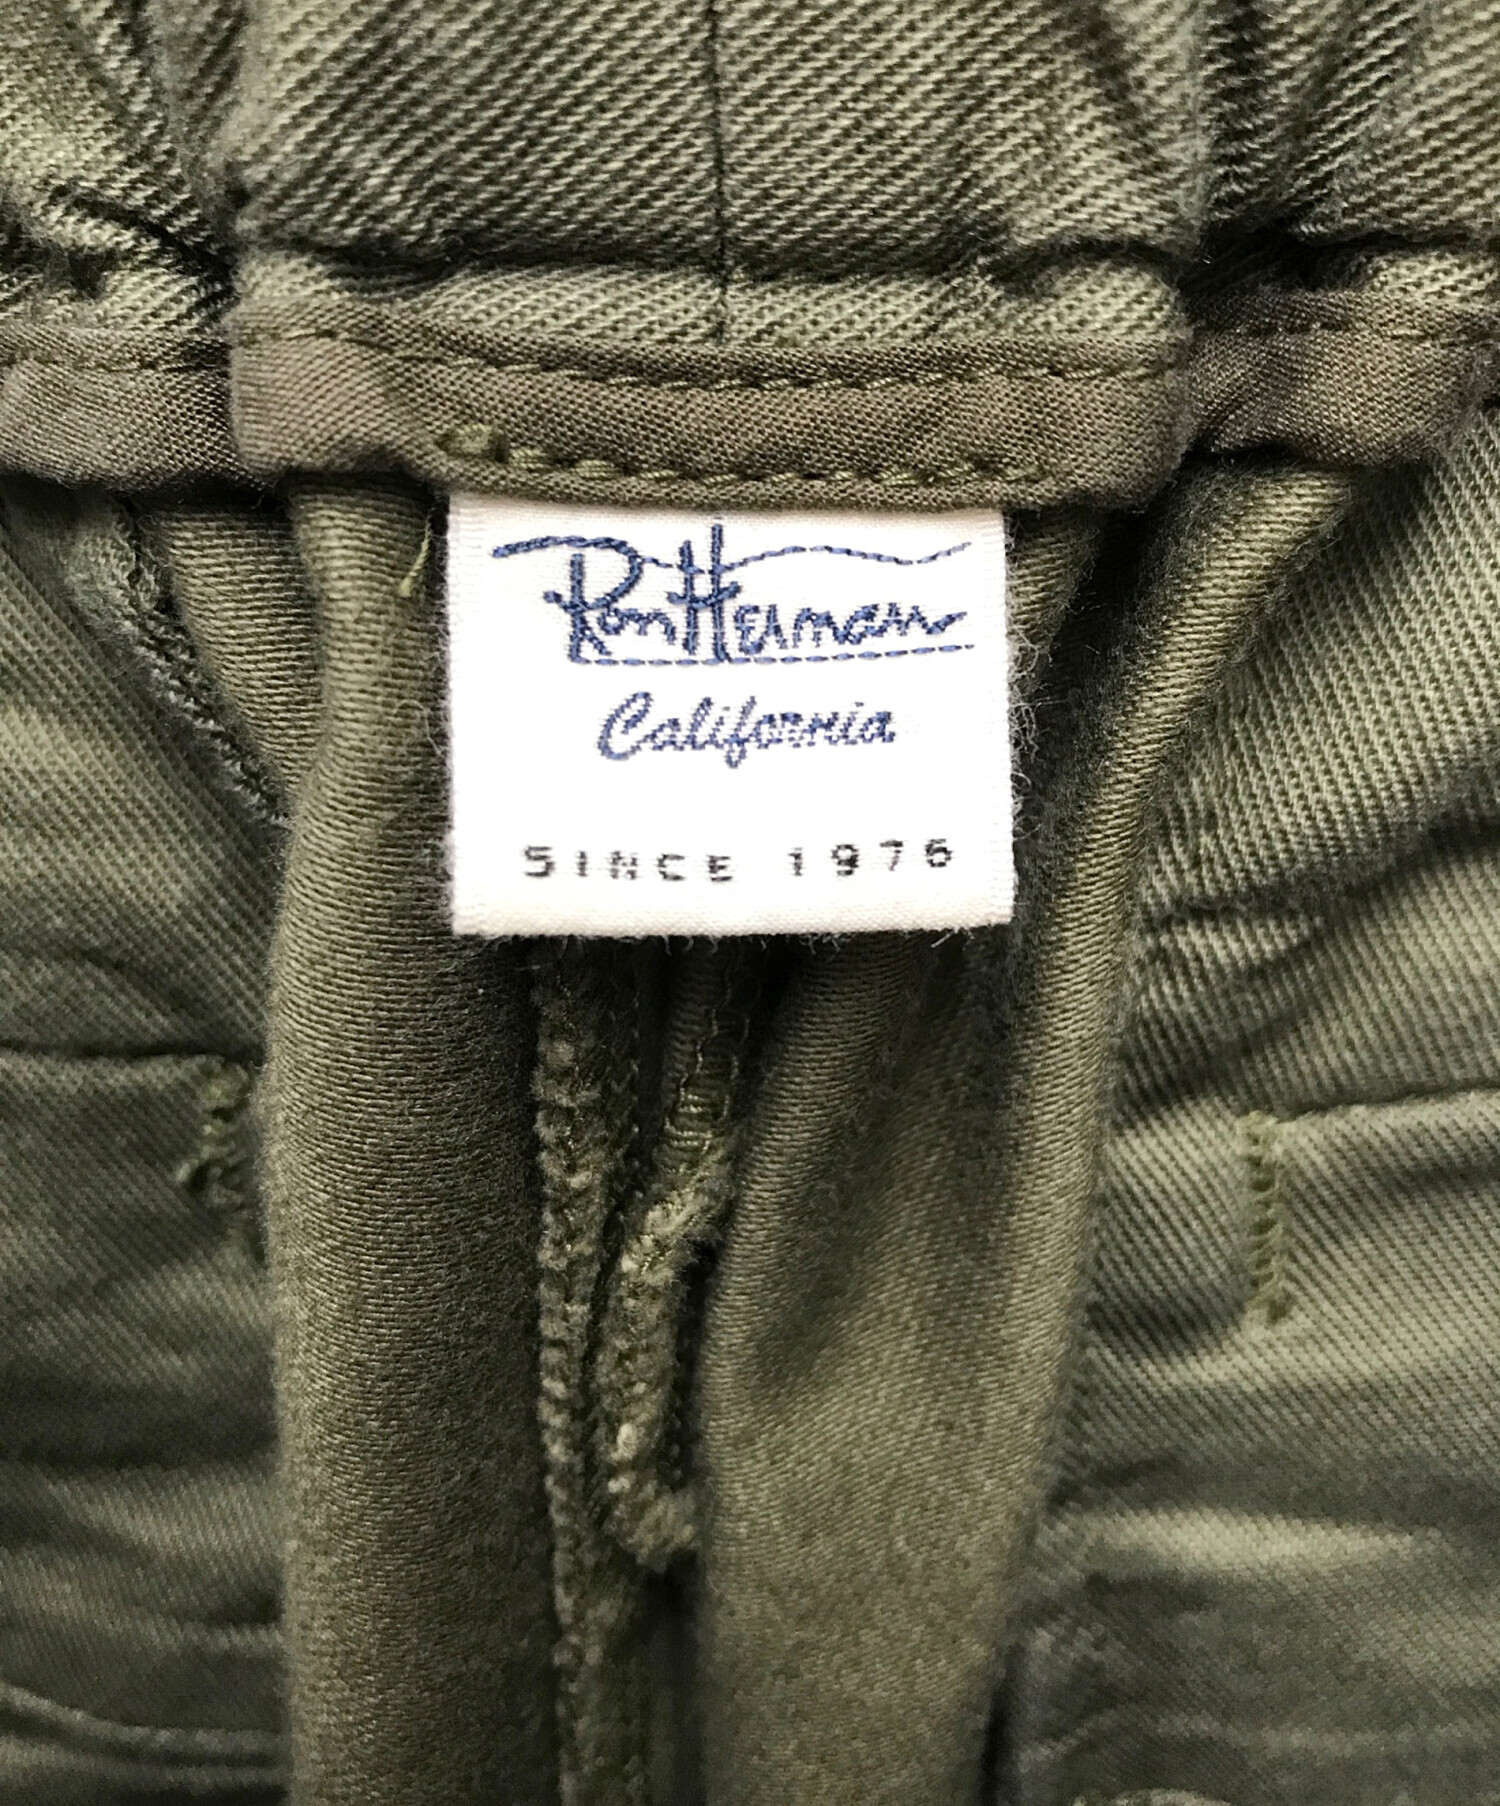 Ron Herman
California
SINCE 1976